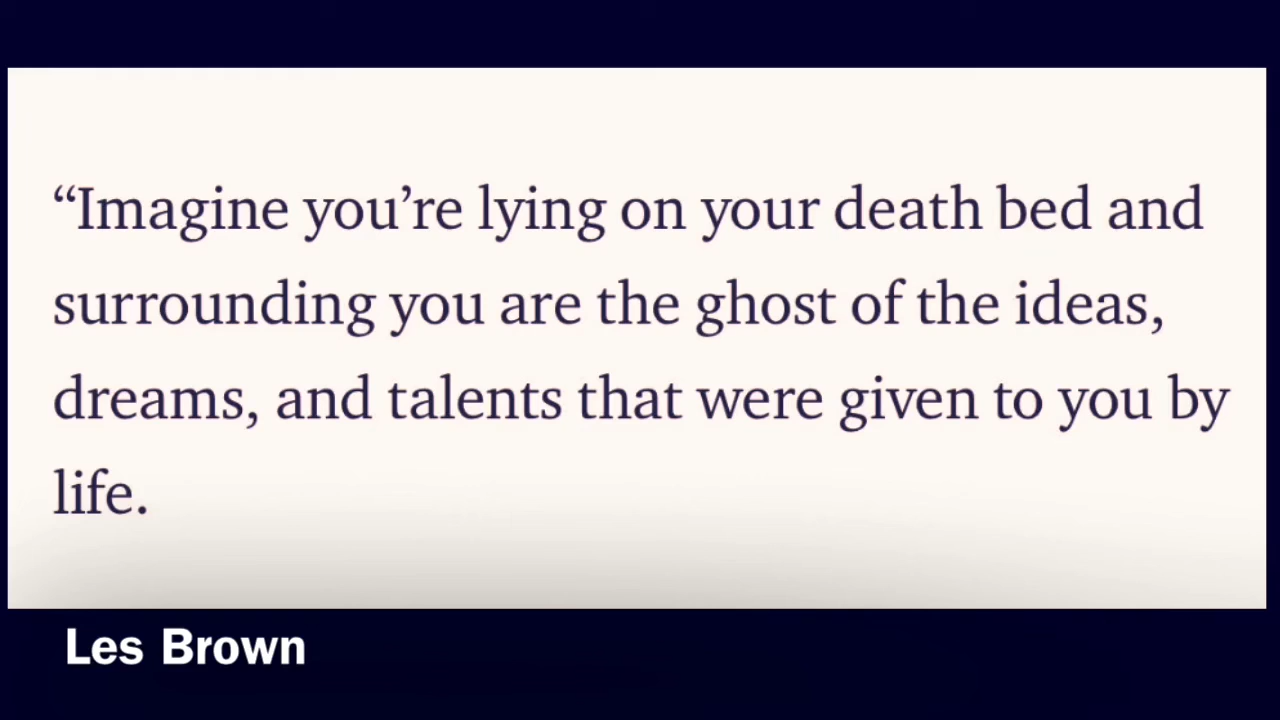 “Imagine you’re lying on your death bed and
surrounding you are the ghost of the ideas,
dreams, and talents that were given to you by
life.
Les Brown